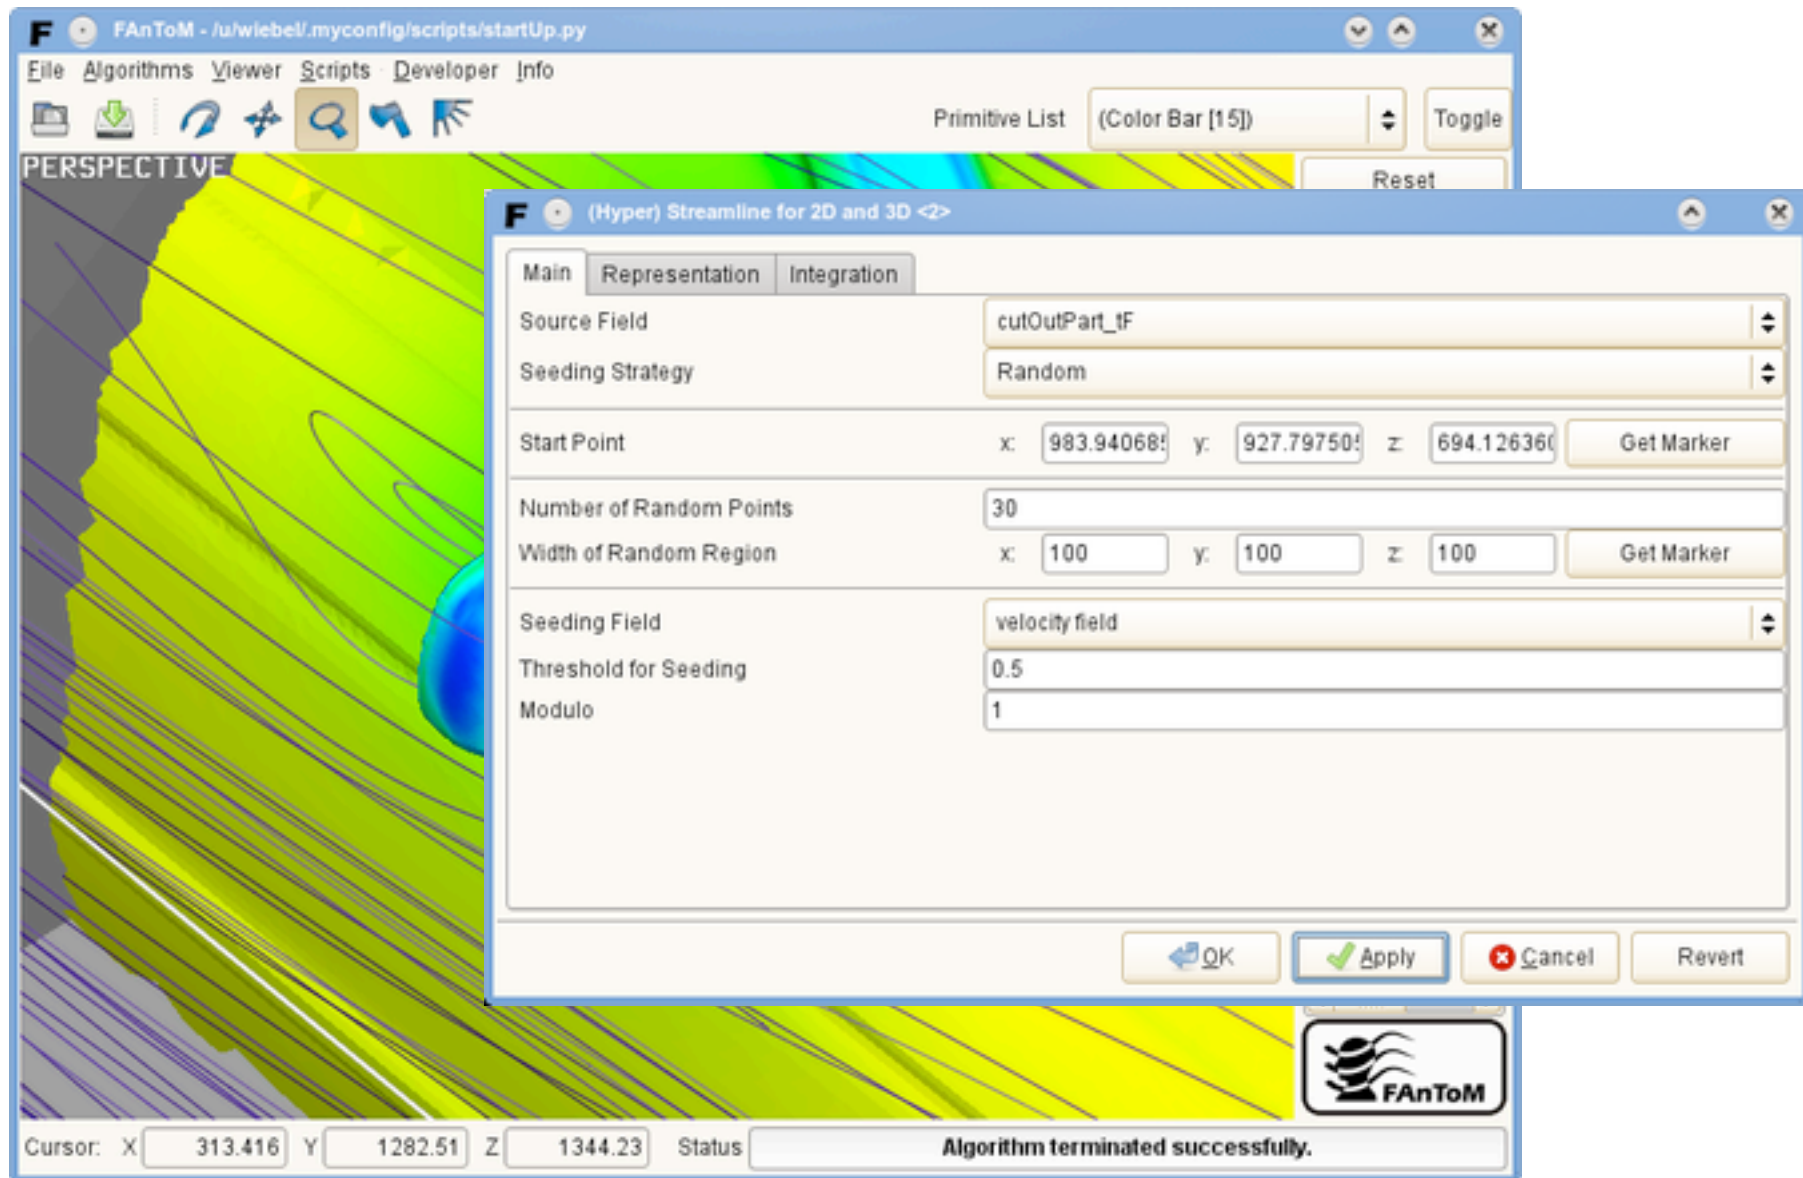 FAnToM - /u/wiebel/.myconfig/scripts/startUp.py
File Algorithms Viewer Scripts Developer Info
Primitive List (Color Bar [15]) Toggle
PERSPECTIVE
Reset
(Hyper) Streamline for 2D and 3D <2>
Main Representation Integration
Source Field cutOutPart_tF
Seeding Strategy Random
Start Point x: 983.94068 y: 927.79750 z: 694.12636 Get Marker
Number of Random Points 30
Width of Random Region x: 100 y: 100 z: 100 Get Marker
Seeding Field velocity field
Threshold for Seeding 0.5
Modulo 1
OK Apply Cancel Revert
FAnToM
Cursor: X 313.416 Y 1282.51 Z 1344.23 Status Algorithm terminated successfully.